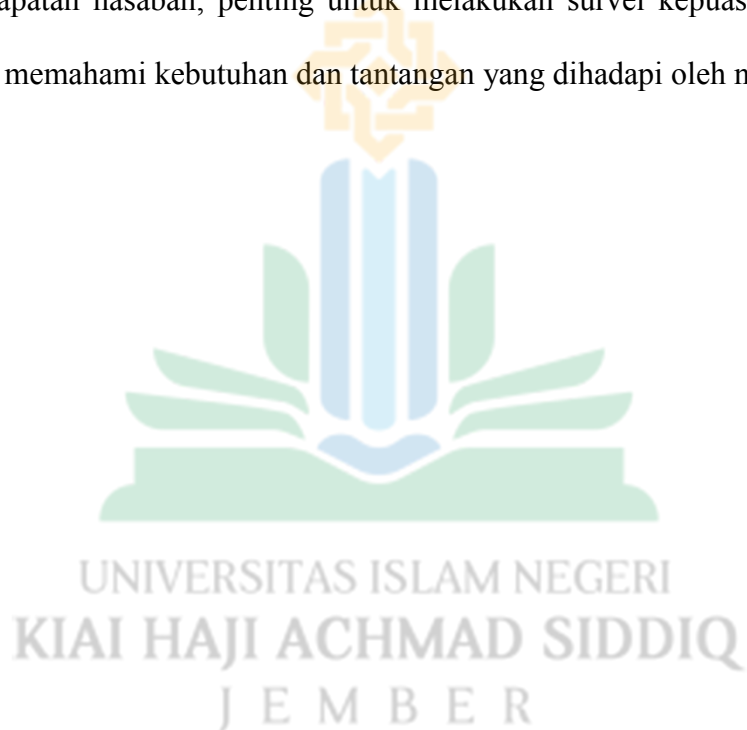 apatan nasabah, penting untuk melakukan survei kepuas
memahami kebutuhan dan tantangan yang dihadapi oleh
UNIVERSITAS ISLAM NEGERI
KIAI HAJI ACHMAD SIDDIQ
JEMBER